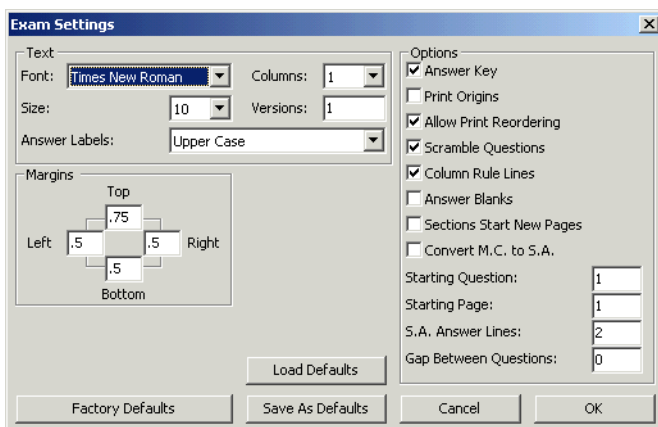 Exam Settings
Text
Font: Times New Roman Columns: 1
Size: 10 Versions: 1
Answer Labels: Upper Case
Margins
Top
.75
Left .5 .5 Right
.5
Bottom
Options
Answer Key
Print Origins
Allow Print Reordering
Scramble Questions
Column Rule Lines
Answer Blanks
Sections Start New Pages
Convert M.C. to S.A.
Starting Question: 1
Starting Page: 1
S.A. Answer Lines: 2
Gap Between Questions: 0
Load Defaults
Factory Defaults Save As Defaults Cancel OK